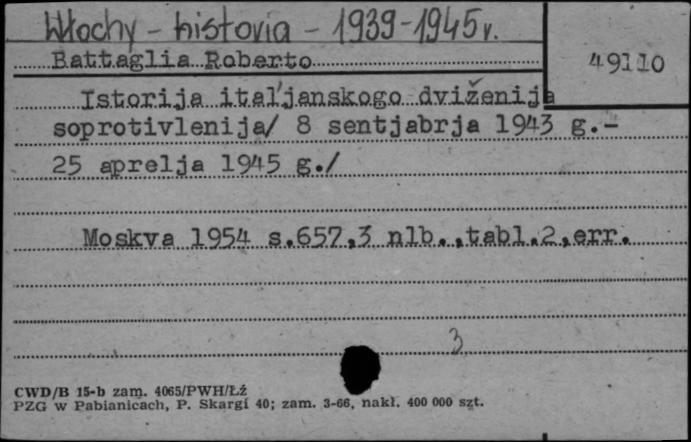 Włochy - historia - 1939-1945 r.
Battaglia Roberto
49110
Istorija ital'janskogo dviženija
soprotivlenija/ 8 sentjabrja 1943 g.-
25 aprelja 1945 g./
Moskva 1954 s.657,3 nlb.,tabl.2,err.
3
CWD/B 15-b zam. 4065/PWH/Łź
PZG w Pabianicach, P. Skargi 40; zam. 3-66, nakł. 400 000 szt.